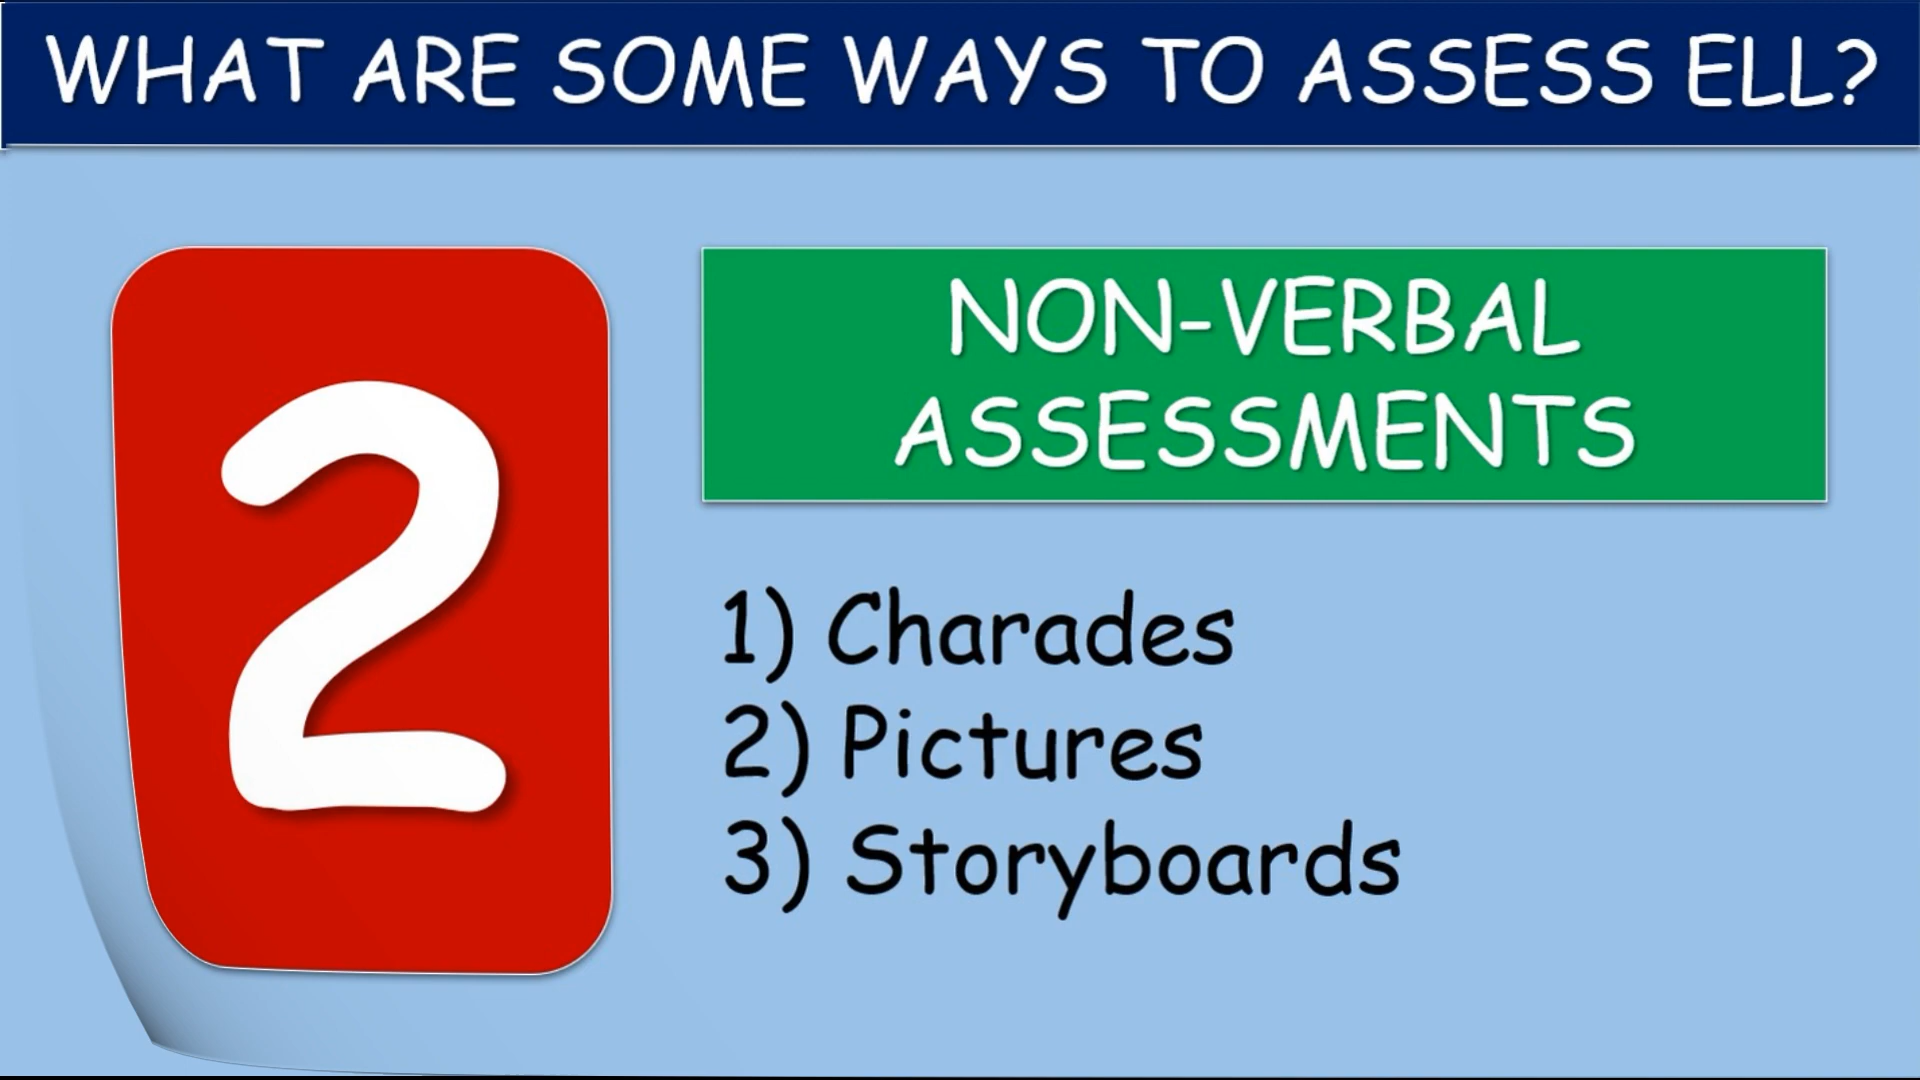 WHAT ARE SOME WAYS TO ASSESS ELL?
2
NON-VERBAL
ASSESSMENTS
1) Charades
2) Pictures
3) Storyboards